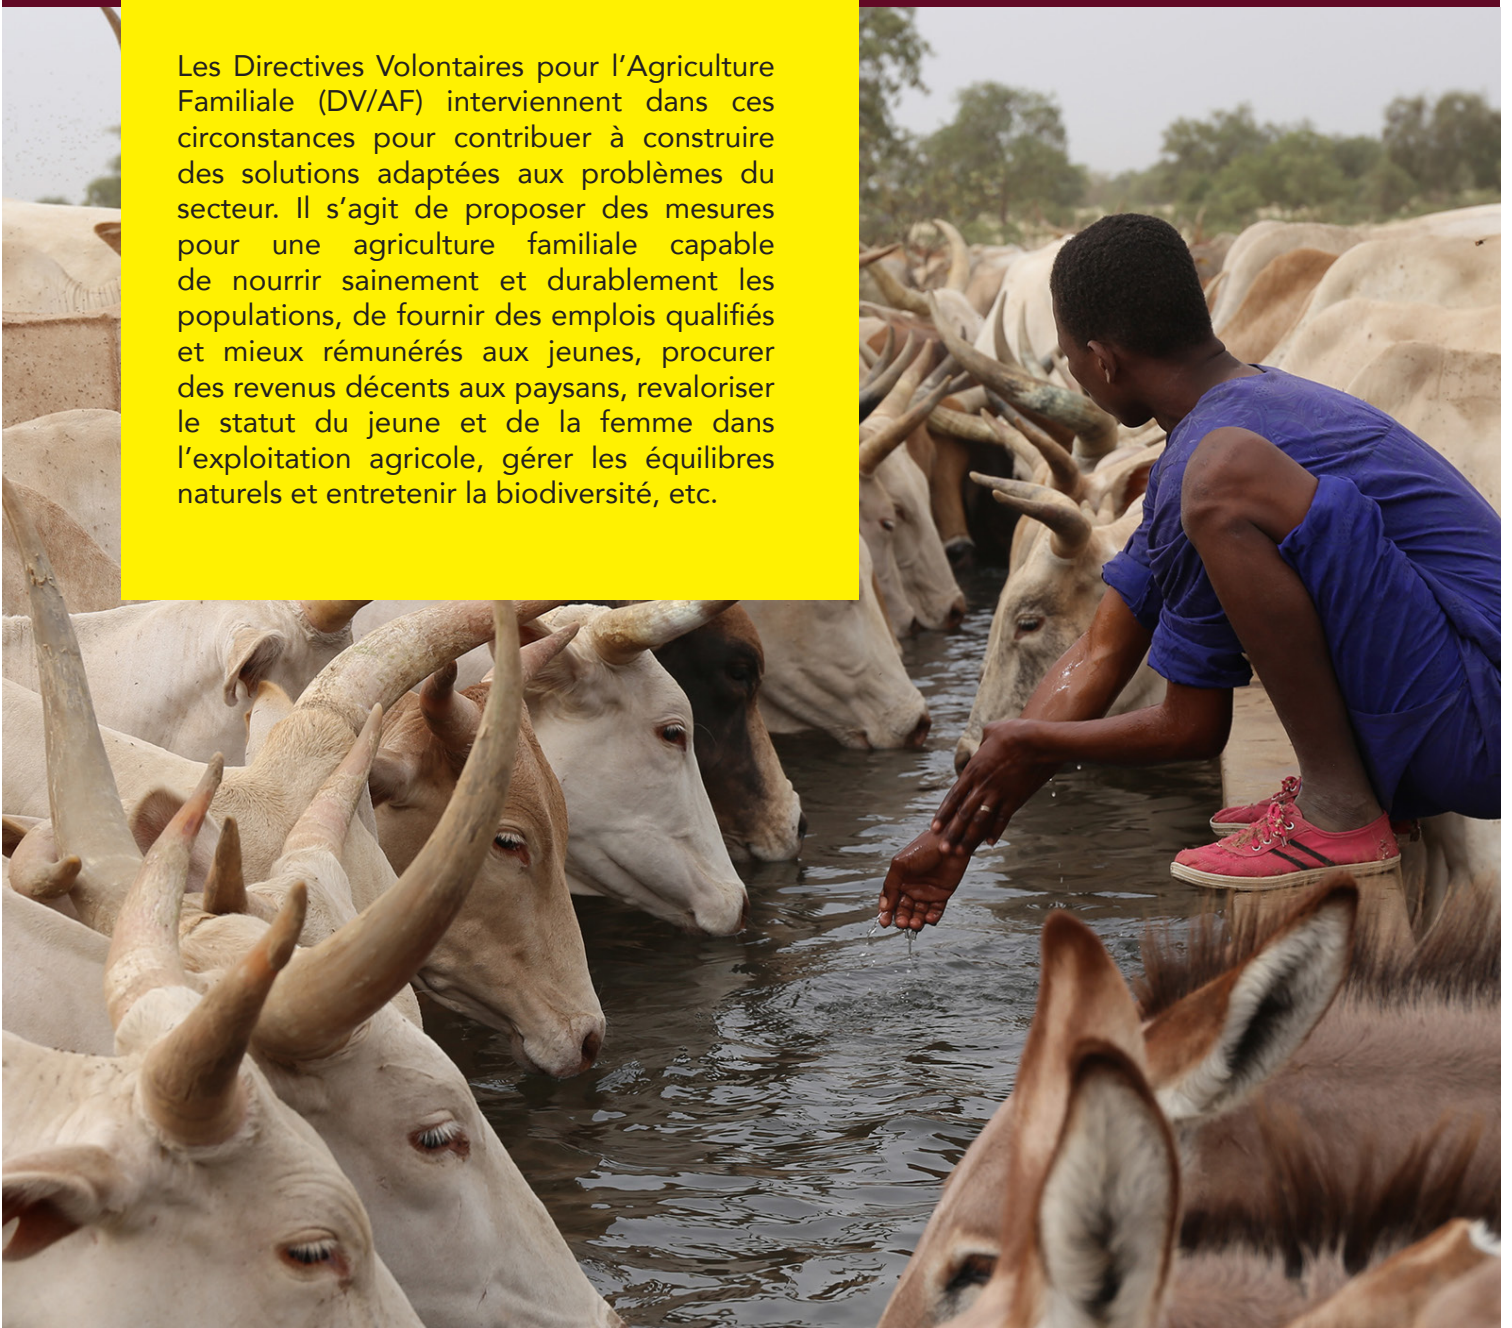 Les Directives Volontaires pour l’Agriculture
Familiale (DV/AF) interviennent dans ces
circonstances pour contribuer à construire
des solutions adaptées aux problèmes du
secteur. Il s’agit de proposer des mesures
pour une agriculture familiale capable
de nourrir sainement et durablement les
populations, de fournir des emplois qualifiés
et mieux rémunérés aux jeunes, procurer
des revenus décents aux paysans, revaloriser
le statut du jeune et de la femme dans
l’exploitation agricole, gérer les équilibres
naturels et entretenir la biodiversité, etc.